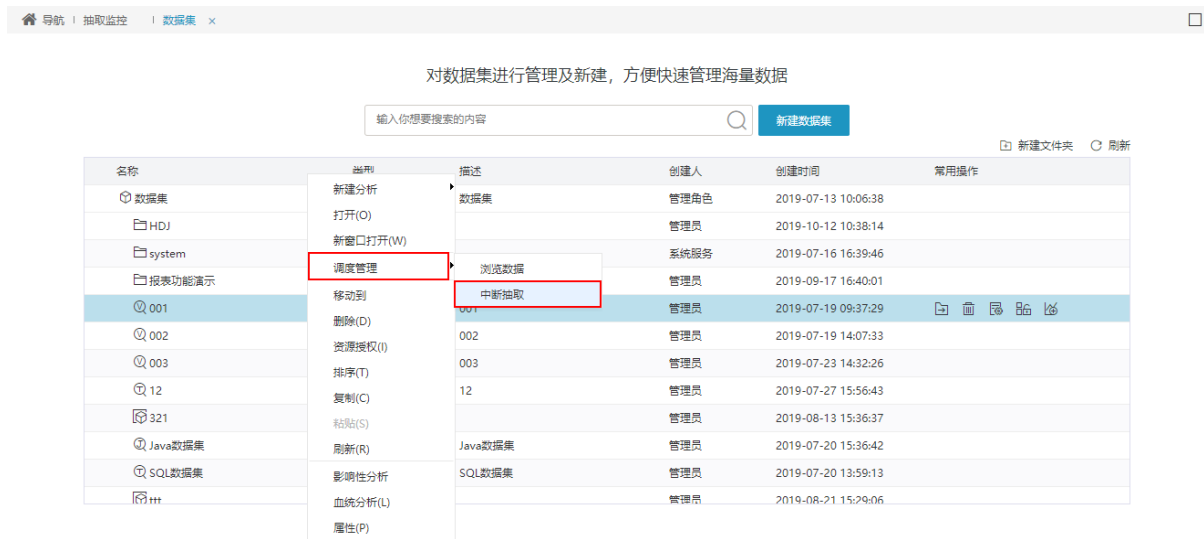 导航 抽取监控 数据集 ×
对数据集进行管理及新建，方便快速管理海量数据
输入你想要搜索的内容 新建数据集
新建文件夹 刷新
名称 类型 描述 创建人 创建时间 常用操作
数据集 数据集 管理角色 2019-07-13 10:06:38
HDJ 管理员 2019-10-12 10:38:14
system 系统服务 2019-07-16 16:39:46
报表功能演示 管理员 2019-09-17 16:40:01
001 001 管理员 2019-07-19 09:37:29
002 002 管理员 2019-07-19 14:07:33
003 003 管理员 2019-07-23 14:32:26
12 12 管理员 2019-07-27 15:56:43
321 管理员 2019-08-13 15:36:37
Java数据集 Java数据集 管理员 2019-07-20 15:36:42
SQL数据集 SQL数据集 管理员 2019-07-20 13:59:13
ttt 管理员 2019-08-21 15:29:06
新建分析
打开(O)
新窗口打开(W)
调度管理
移动到
删除(D)
资源授权(I)
排序(T)
复制(C)
粘贴(S)
刷新(R)
影响性分析
血统分析(L)
属性(P)
浏览数据
中断抽取